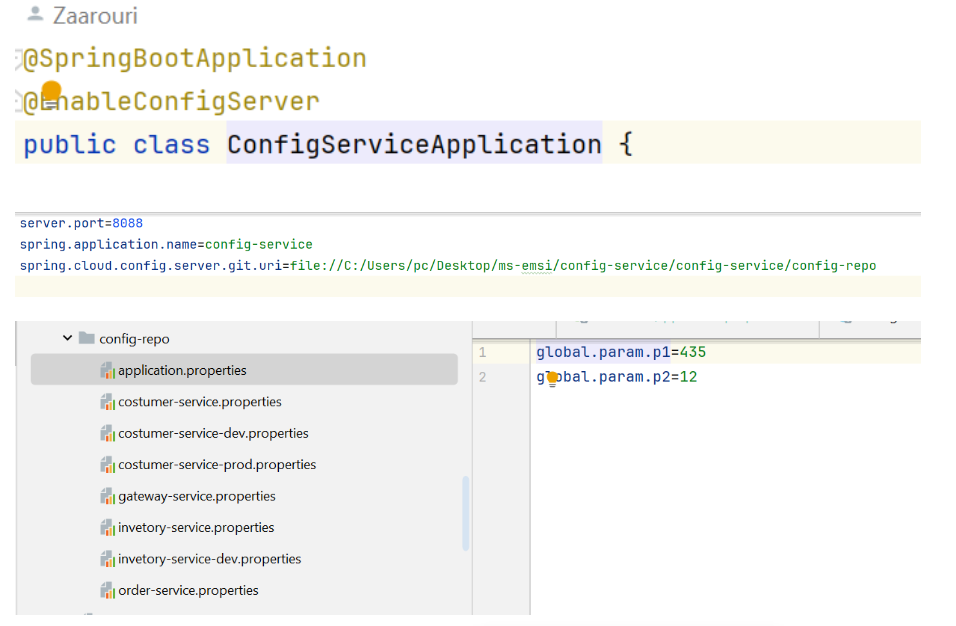 Zaarouri
@SpringBootApplication
@EnableConfigServer
public class ConfigServiceApplication {
server.port=8088
spring.application.name=config-service
spring.cloud.config.server.git.uri=file://C:/Users/pc/Desktop/ms-emsi/config-service/config-service/config-repo
config-repo
application.properties
costumer-service.properties
costumer-service-dev.properties
costumer-service-prod.properties
gateway-service.properties
invetory-service.properties
invetory-service-dev.properties
order-service.properties
1 global.param.p1=435
2 global.param.p2=12